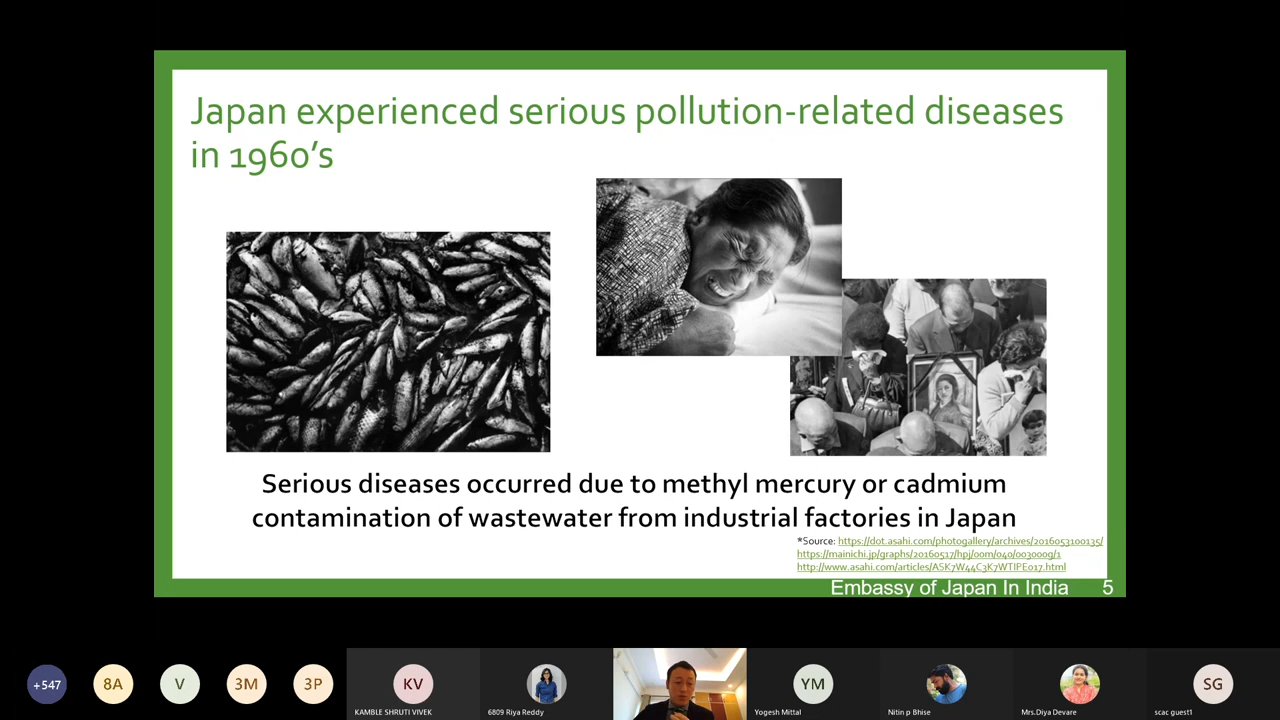 Japan experienced serious pollution-related diseases
in 1960's
Serious diseases occurred due to methyl mercury or cadmium
contamination of wastewater from industrial factories in Japan
*Source: https://dot.asahi.com/photogallery/archives/2016053100135/
https://mainichi.jp/graphs/20160517/hpj/00m/040/003000g/1
http://www.asahi.com/articles/ASK7W44C3K7WTIPE017.html
Embassy of Japan In India 5
+547
8A
V
3M
3P
KV
YM
SG
KAMBLE SHRUTI VIVEK
6809 Riya Reddy
Yogesh Mittal
Nitin p Bhise
Mrs.Diya Devare
scac guest1